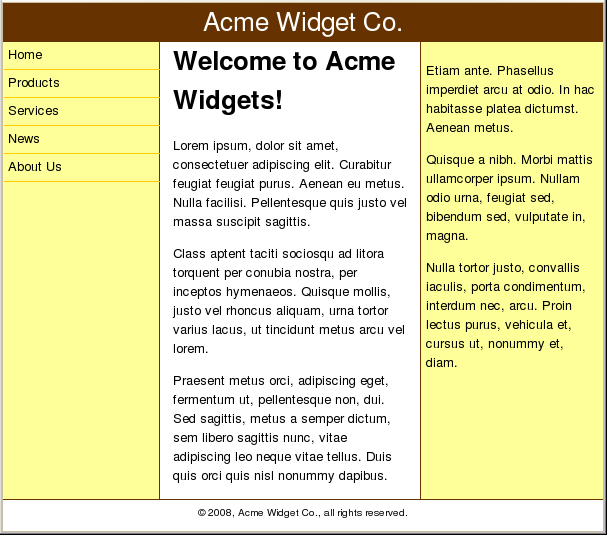 Acme Widget Co.
Home
Products
Services
News
About Us
Welcome to Acme
Widgets!
Lorem ipsum, dolor sit amet,
consectetuer adipiscing elit. Curabitur
feugiat feugiat purus. Aenean eu metus.
Nulla facilisi. Pellentesque quis justo vel
massa suscipit sagittis.
Class aptent taciti sociosqu ad litora
torquent per conubia nostra, per
inceptos hymenaeos. Quisque mollis,
justo vel rhoncus aliquam, urna tortor
varius lacus, ut tincidunt metus arcu vel
lorem.
Praesent metus orci, adipiscing eget,
fermentum ut, pellentesque non, dui.
Sed sagittis, metus a semper dictum,
sem libero sagittis nunc, vitae
adipiscing leo neque vitae tellus. Duis
quis orci quis nisl nonummy dapibus.
Etiam ante. Phasellus
imperdiet arcu at odio. In hac
habitasse platea dictumst.
Aenean metus.
Quisque a nibh. Morbi mattis
ullamcorper ipsum. Nullam
odio urna, feugiat sed,
bibendum sed, vulputate in,
magna.
Nulla tortor justo, convallis
iaculis, porta condimentum,
interdum nec, arcu. Proin
lectus purus, vehicula et,
cursus ut, nonummy et,
diam.
© 2008, Acme Widget Co., all rights reserved.